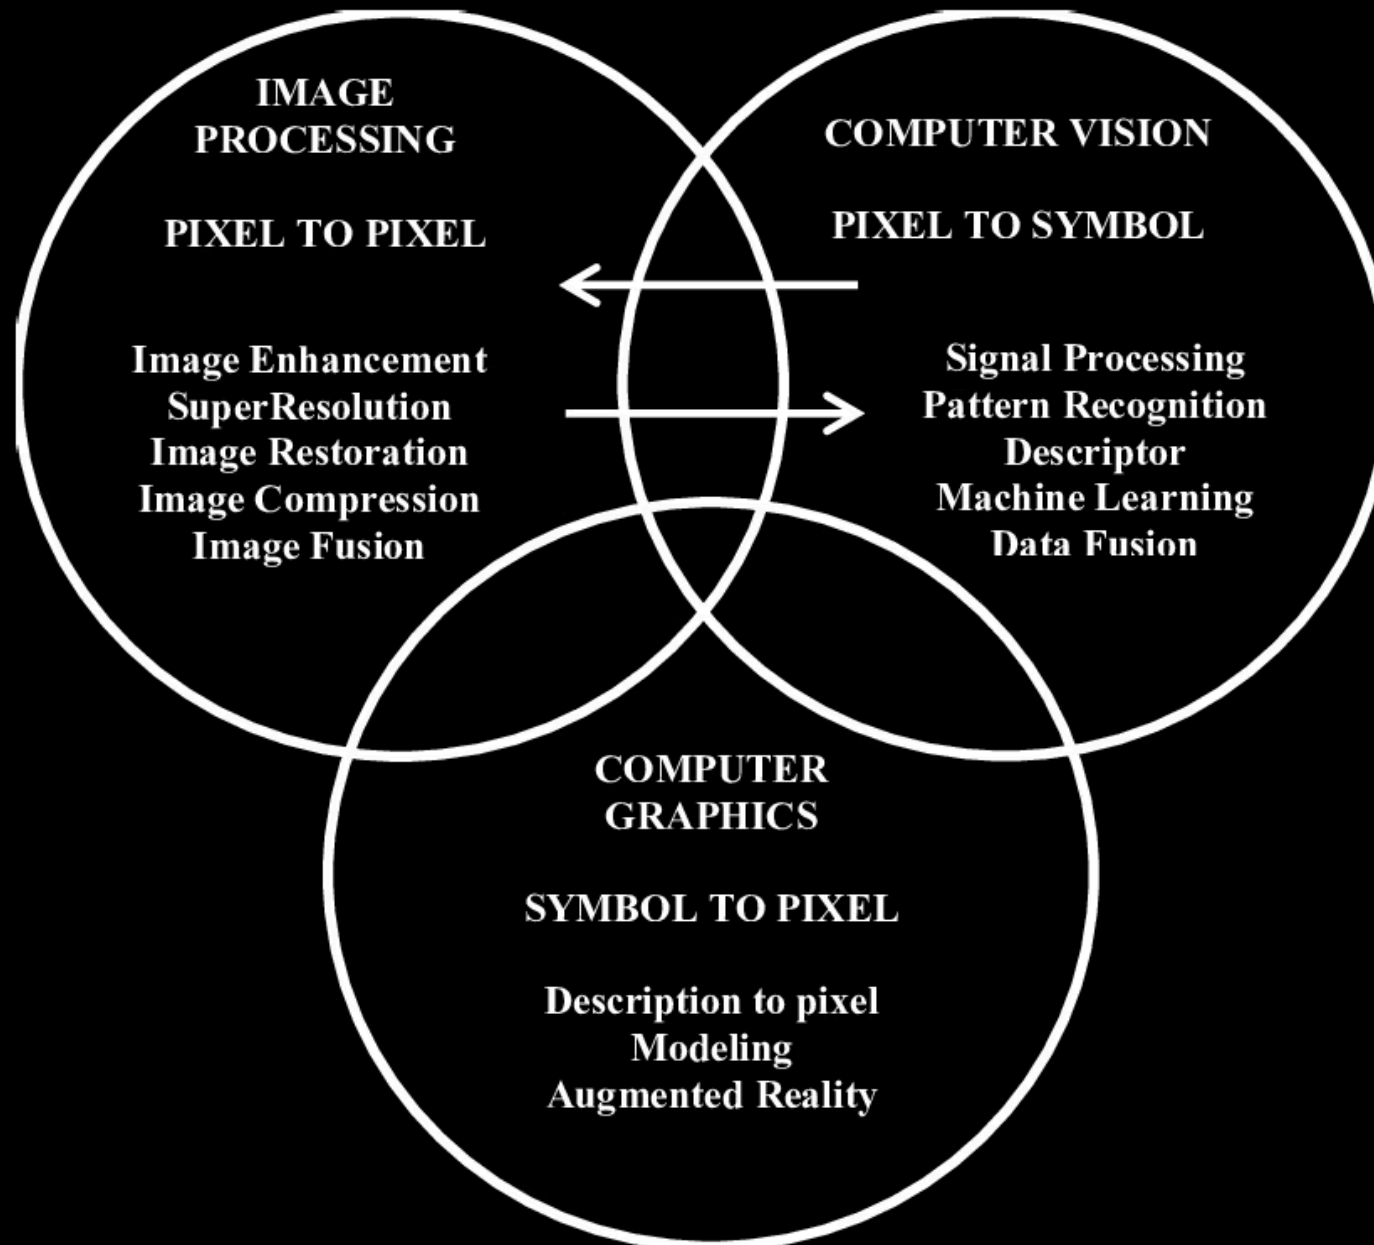 IMAGE
PROCESSING
PIXEL TO PIXEL
Image Enhancement
SuperResolution
Image Restoration
Image Compression
Image Fusion
COMPUTER VISION
PIXEL TO SYMBOL
Signal Processing
Pattern Recognition
Descriptor
Machine Learning
Data Fusion
COMPUTER
GRAPHICS
SYMBOL TO PIXEL
Description to pixel
Modeling
Augmented Reality